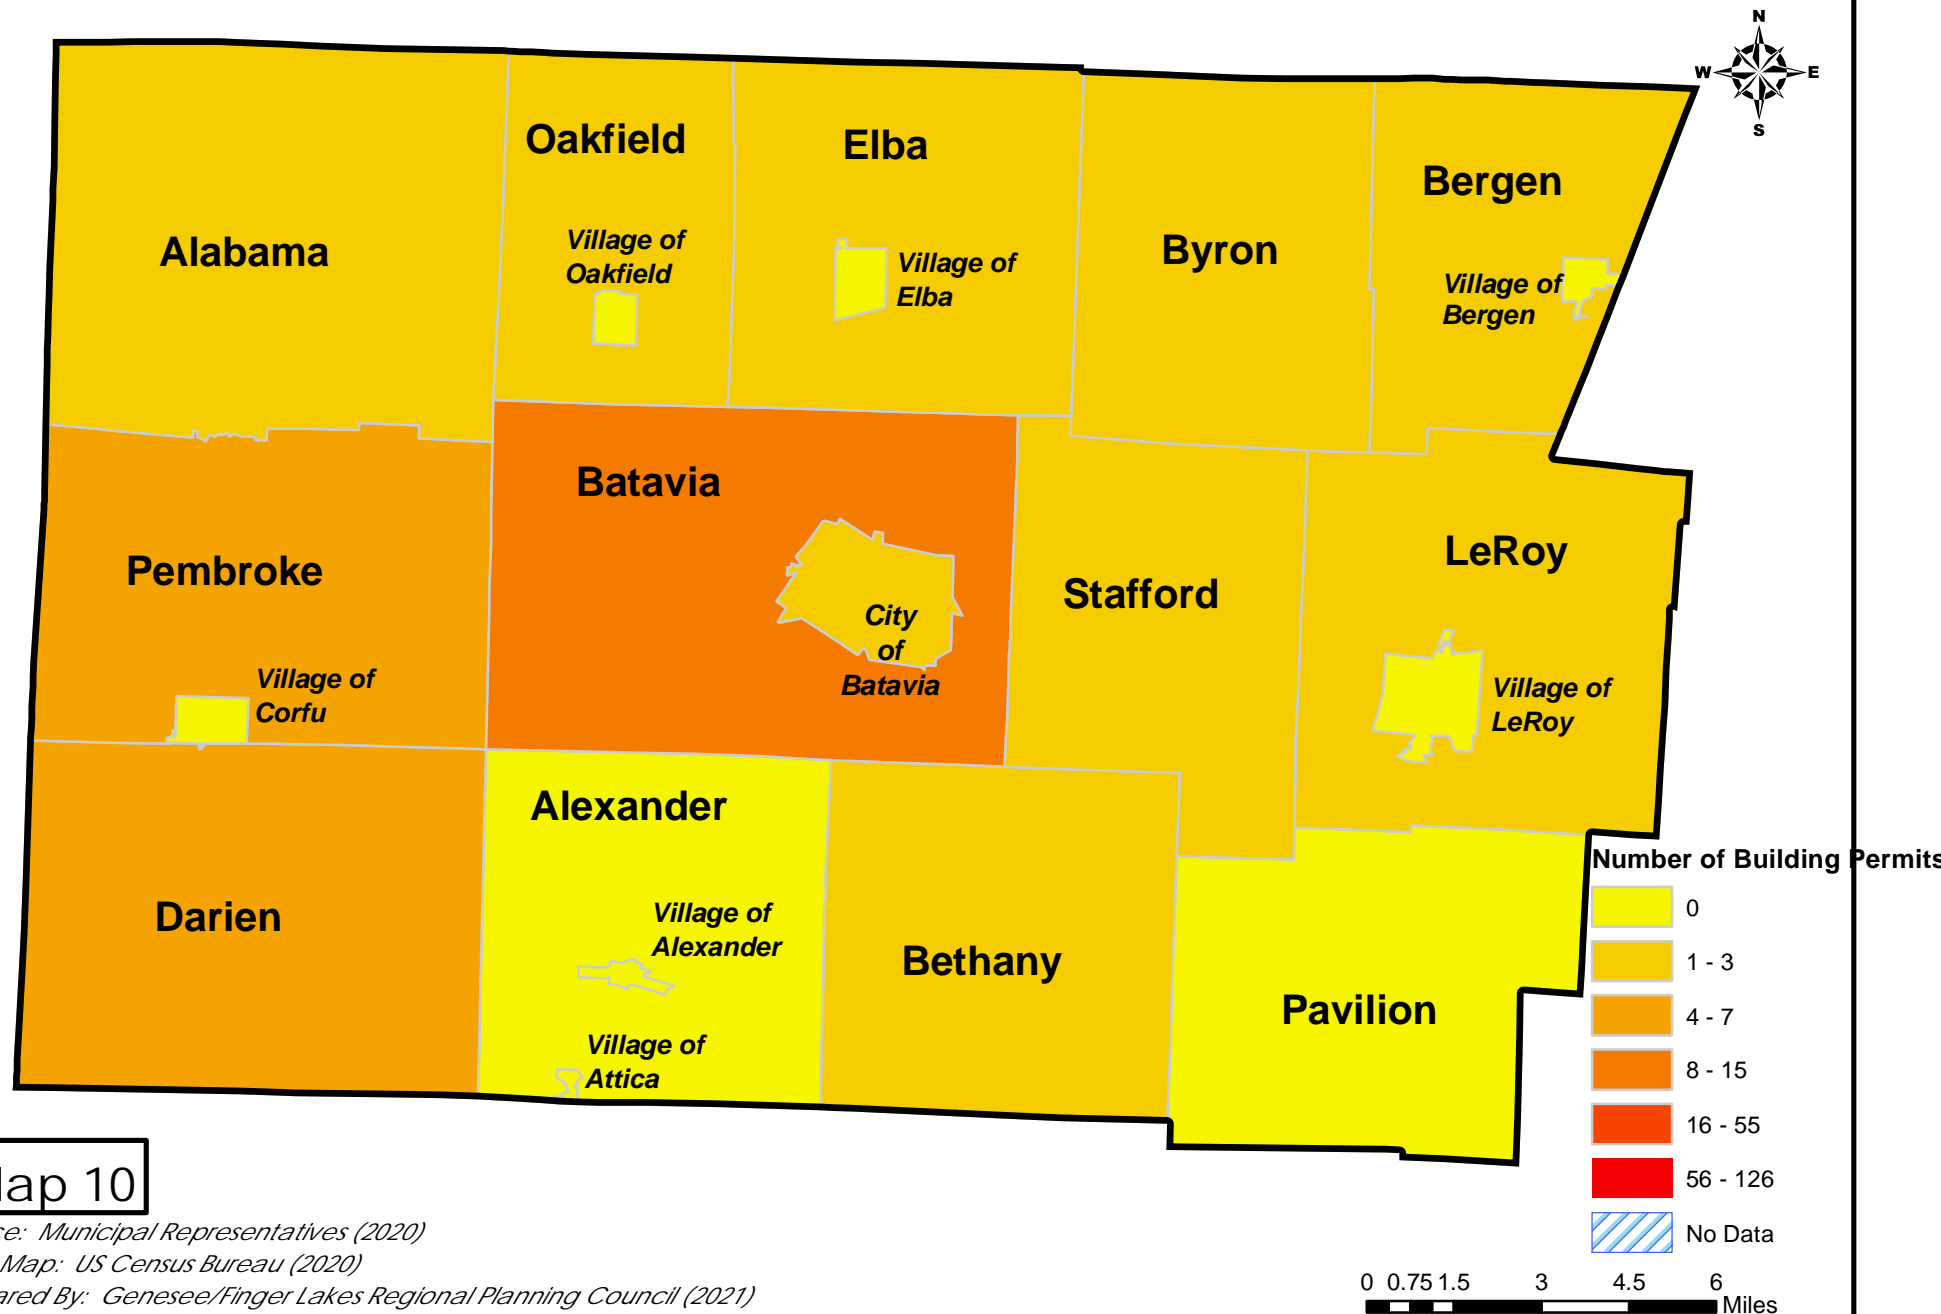 N
W E
S
Oakfield
Elba
Bergen
Alabama
Village of
Oakfield
Village of
Elba
Byron
Village of
Bergen
Batavia
Pembroke
LeRoy
Stafford
City
of
Batavia
Village of
Corfu
Village of
LeRoy
Alexander
Darien
Village of
Alexander
Bethany
Pavilion
Village of
Attica
Number of Building Permits
0
1 - 3
4 - 7
8 - 15
16 - 55
56 - 126
No Data
0 0.75 1.5 3 4.5 6
Miles
ap 10
ce: Municipal Representatives (2020)
Map: US Census Bureau (2020)
ared By: Genesee/Finger Lakes Regional Planning Council (2021)